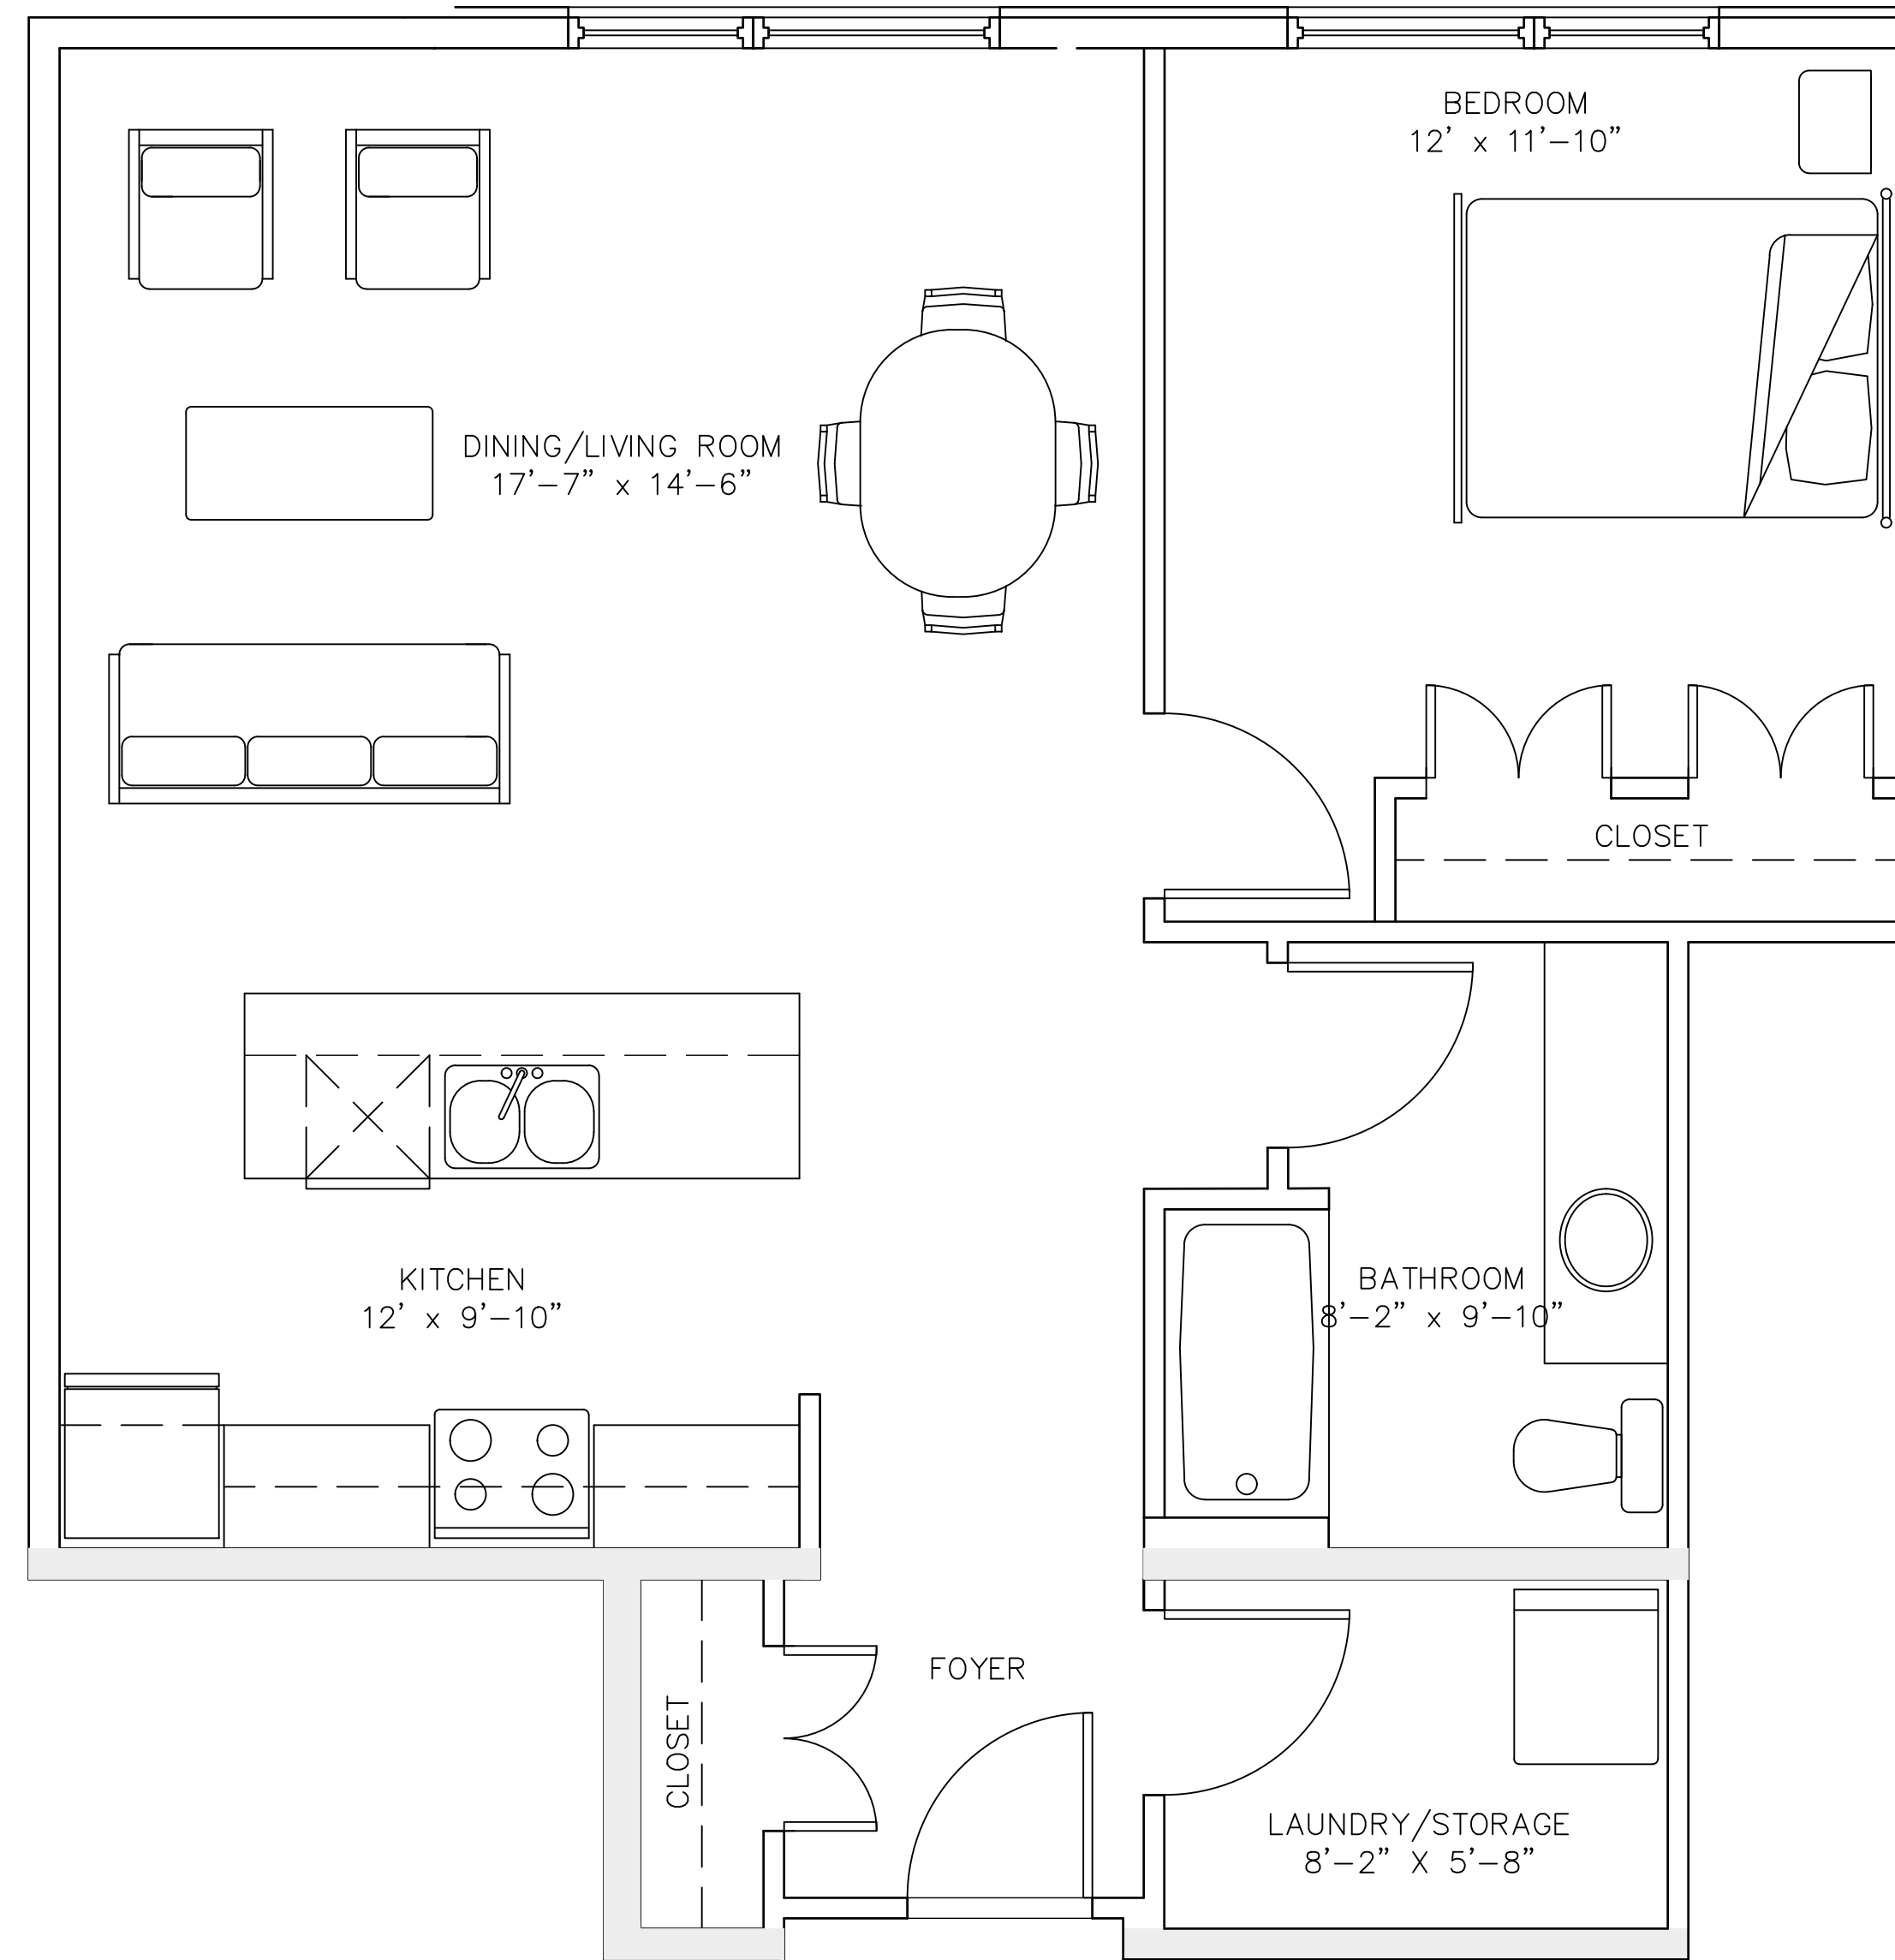 BEDROOM
12' x 11'-10"
DINING/LIVING ROOM
17'-7" x 14'-6"
CLOSET
KITCHEN
12' x 9'-10"
BATHROOM
8'-2" x 9'-10"
FOYER
CLOSET
LAUNDRY/STORAGE
8'-2" X 5'-8"